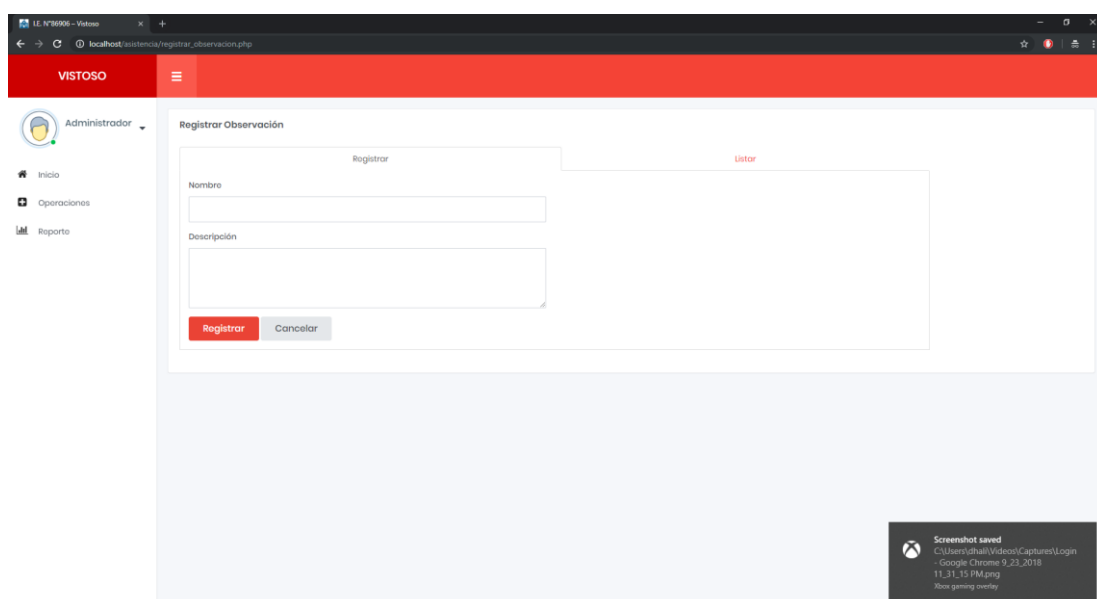 I.E. N°86906 – Vistoso
localhost/asistencia/registrar_observacion.php
VISTOSO
Administrador
Inicio
Operaciones
Reporte
Registrar Observación
Registrar
Listar
Nombre
Descripción
Registrar
Cancelar
Screenshot saved
C:\Users\dhali\Videos\Captures\Login
- Google Chrome 9_23_2018
11_31_15 PM.png
Xbox gaming overlay